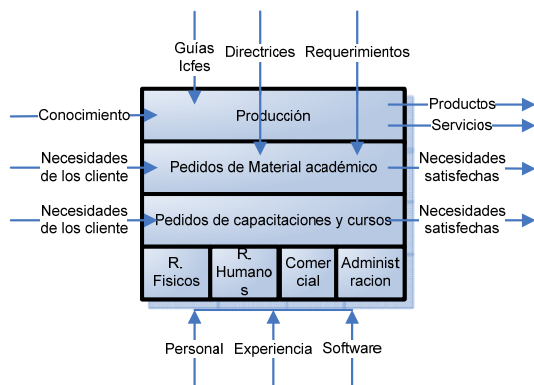 Guías
Icfes
Directrices
Requerimientos
Conocimiento
Producción
Productos
Servicios
Necesidades
de los cliente
Pedidos de Material académico
Necesidades
satisfechas
Necesidades
de los cliente
Pedidos de capacitaciones y cursos
Necesidades
satisfechas
R.
Fisicos
R.
Humano
s
Comer
cial
Administ
racion
Personal
Experiencia
Software